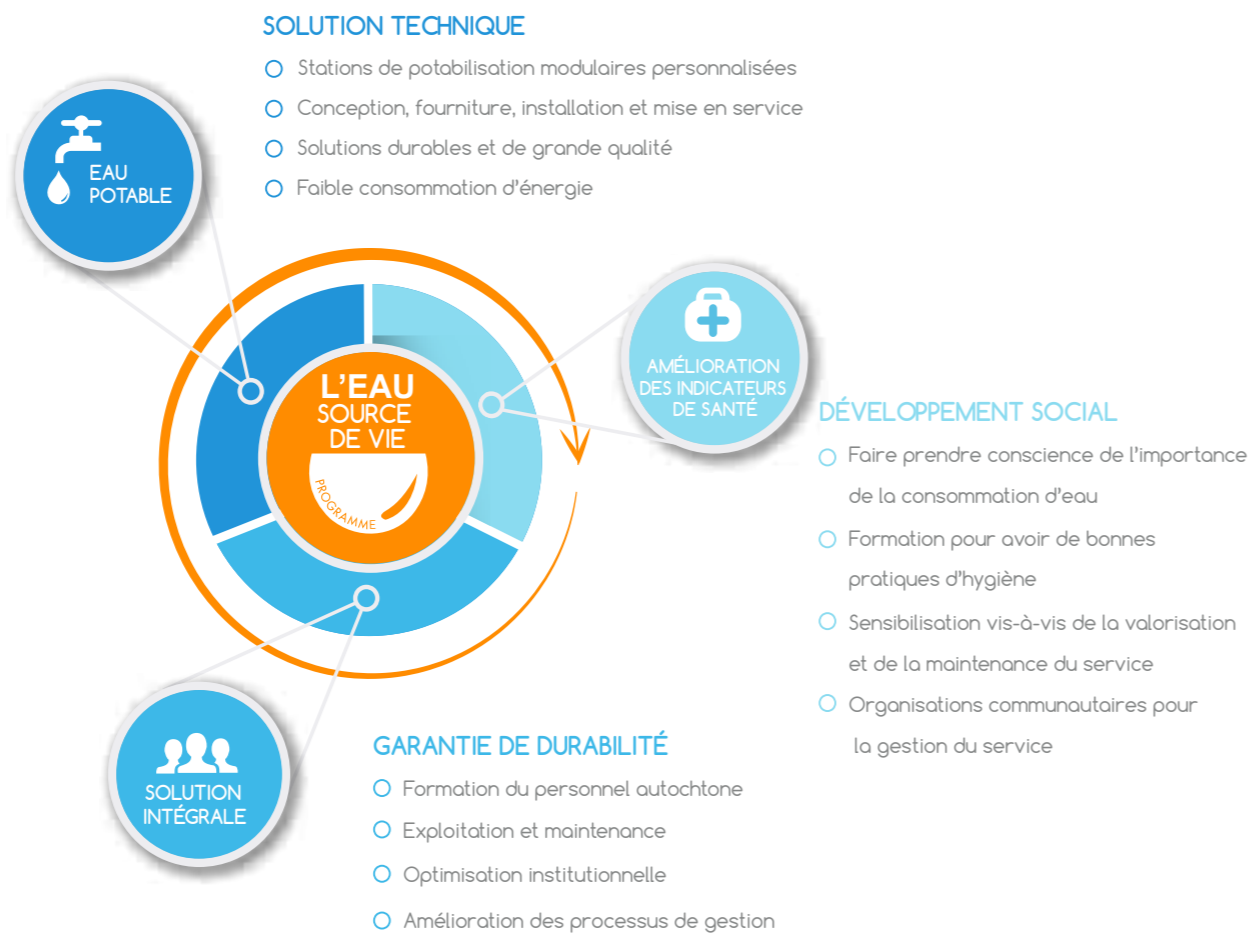 SOLUTION TECHNIQUE
Stations de potabilisation modulaires personnalisées
Conception, fourniture, installation et mise en service
Solutions durables et de grande qualité
Faible consommation d'énergie
EAU
POTABLE
L'EAU
SOURCE
DE VIE
PROGRAMME
AMÉLIORATION
DES INDICATEURS
DE SANTÉ
DÉVELOPPEMENT SOCIAL
Faire prendre conscience de l'importance
de la consommation d'eau
Formation pour avoir de bonnes
pratiques d'hygiène
Sensibilisation vis-à-vis de la valorisation
et de la maintenance du service
Organisations communautaires pour
la gestion du service
SOLUTION
INTÉGRALE
GARANTIE DE DURABILITÉ
Formation du personnel autochtone
Exploitation et maintenance
Optimisation institutionnelle
Amélioration des processus de gestion